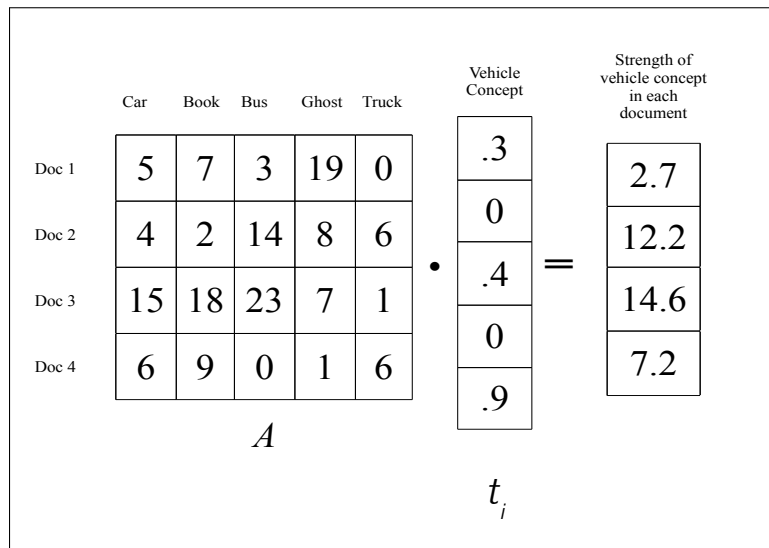 Car Book Bus Ghost Truck
Vehicle
Concept
Strength of
vehicle concept
in each
document
Doc 1 5 7 3 19 0
Doc 2 4 2 14 8 6
Doc 3 15 18 23 7 1
Doc 4 6 9 0 1 6
A
•
.3
0
.4
0
.9
t_i
=
2.7
12.2
14.6
7.2